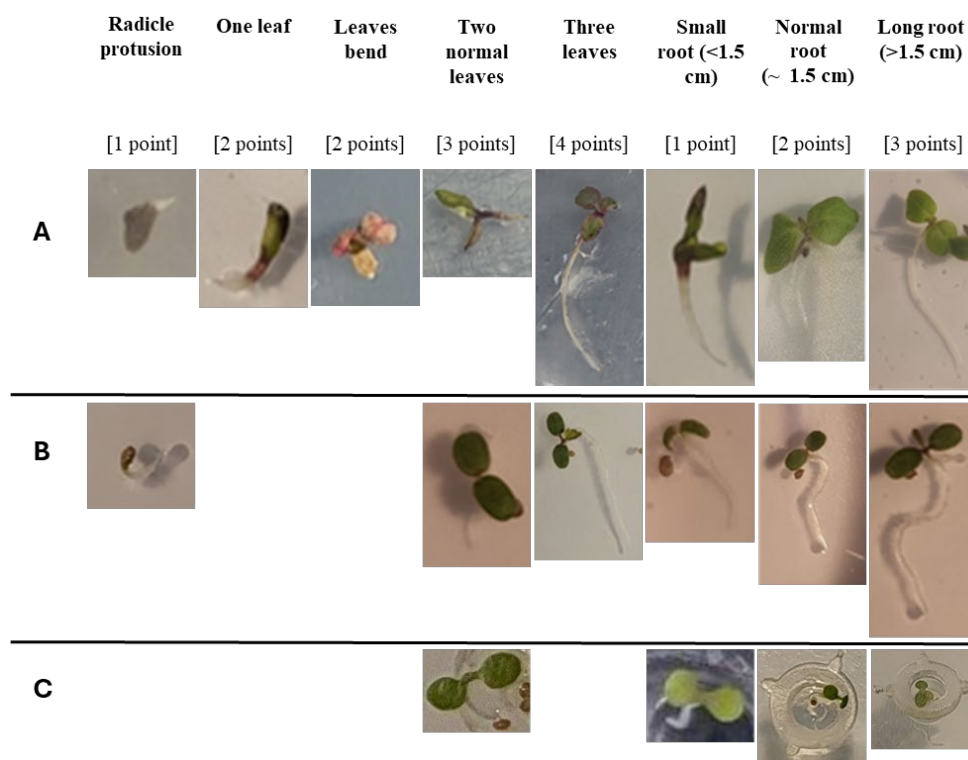 Radicle
protusion
One leaf
Leaves
bend
Two
normal
leaves
Three
leaves
Small
root (<1.5
cm)
Normal
root
(~ 1.5 cm)
Long root
(>1.5 cm)
[1 point]
[2 points]
[2 points]
[3 points]
[4 points]
[1 point]
[2 points]
[3 points]
A
B
C